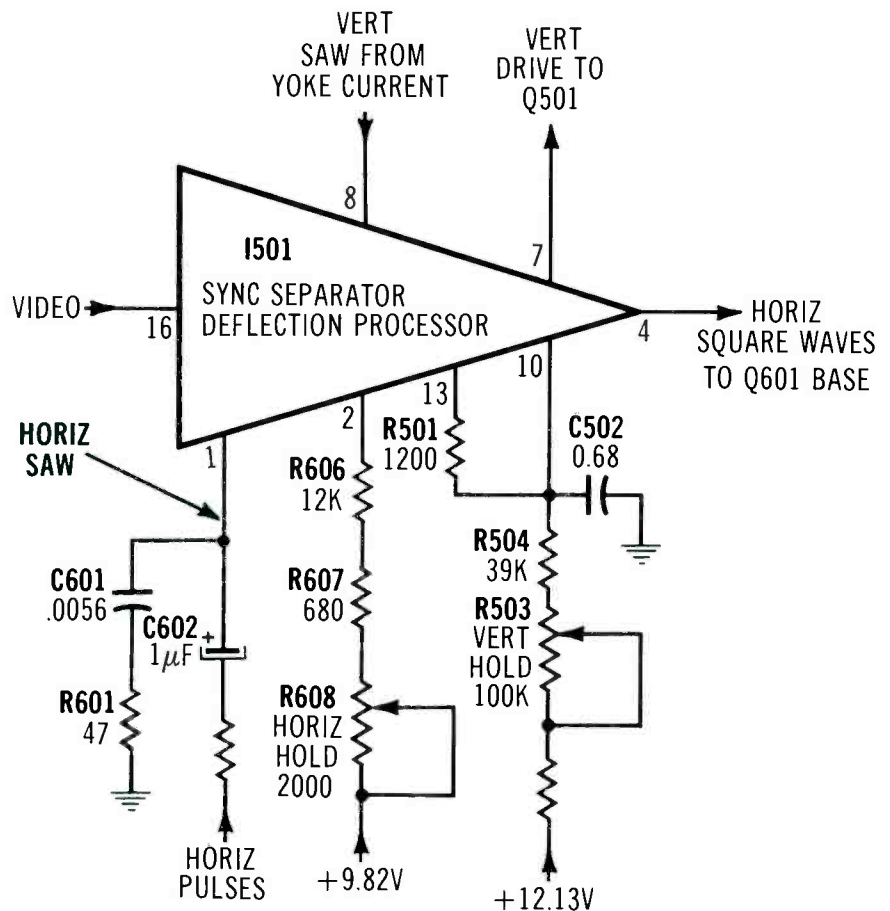 VERT
SAW FROM
YOKE CURRENT
VERT
DRIVE TO
Q501
8
7
I501
SYNC SEPARATOR
DEFLECTION PROCESSOR
VIDEO
16
4
HORIZ
SQUARE WAVES
TO Q601 BASE
10
13
2
1
HORIZ
SAW
R501
1200
C502
0.68
R606
12K
R504
39K
C601
.0056
C602
+
1µF
R607
680
R503
VERT
HOLD
100K
R601
47
R608
HORIZ
HOLD
2000
HORIZ
PULSES
+9.82V
+12.13V